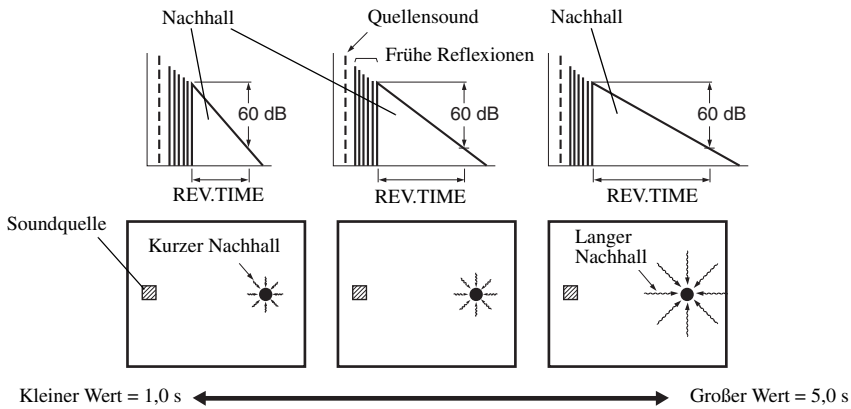 Nachhall
Quellensound
Nachhall
Frühe Reflexionen
60 dB
60 dB
60 dB
REV.TIME
REV.TIME
REV.TIME
Soundquelle
Kurzer Nachhall
Langer
Nachhall
Kleiner Wert = 1,0 s
Großer Wert = 5,0 s